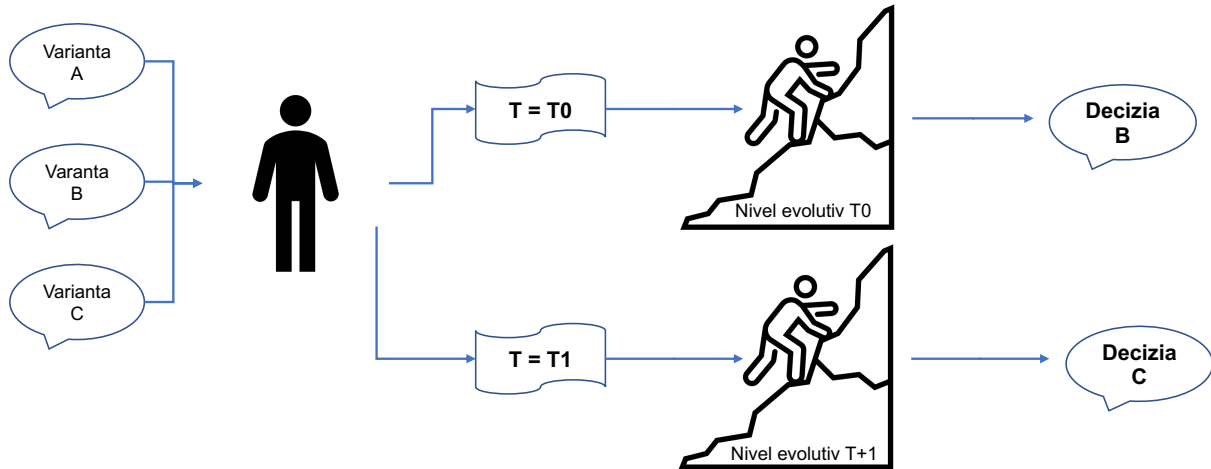 Varianta
A
Varanta
B
Varianta
C
T = T0
Nivel evolutiv T0
Decizia
B
T = T1
Nivel evolutiv T+1
Decizia
C